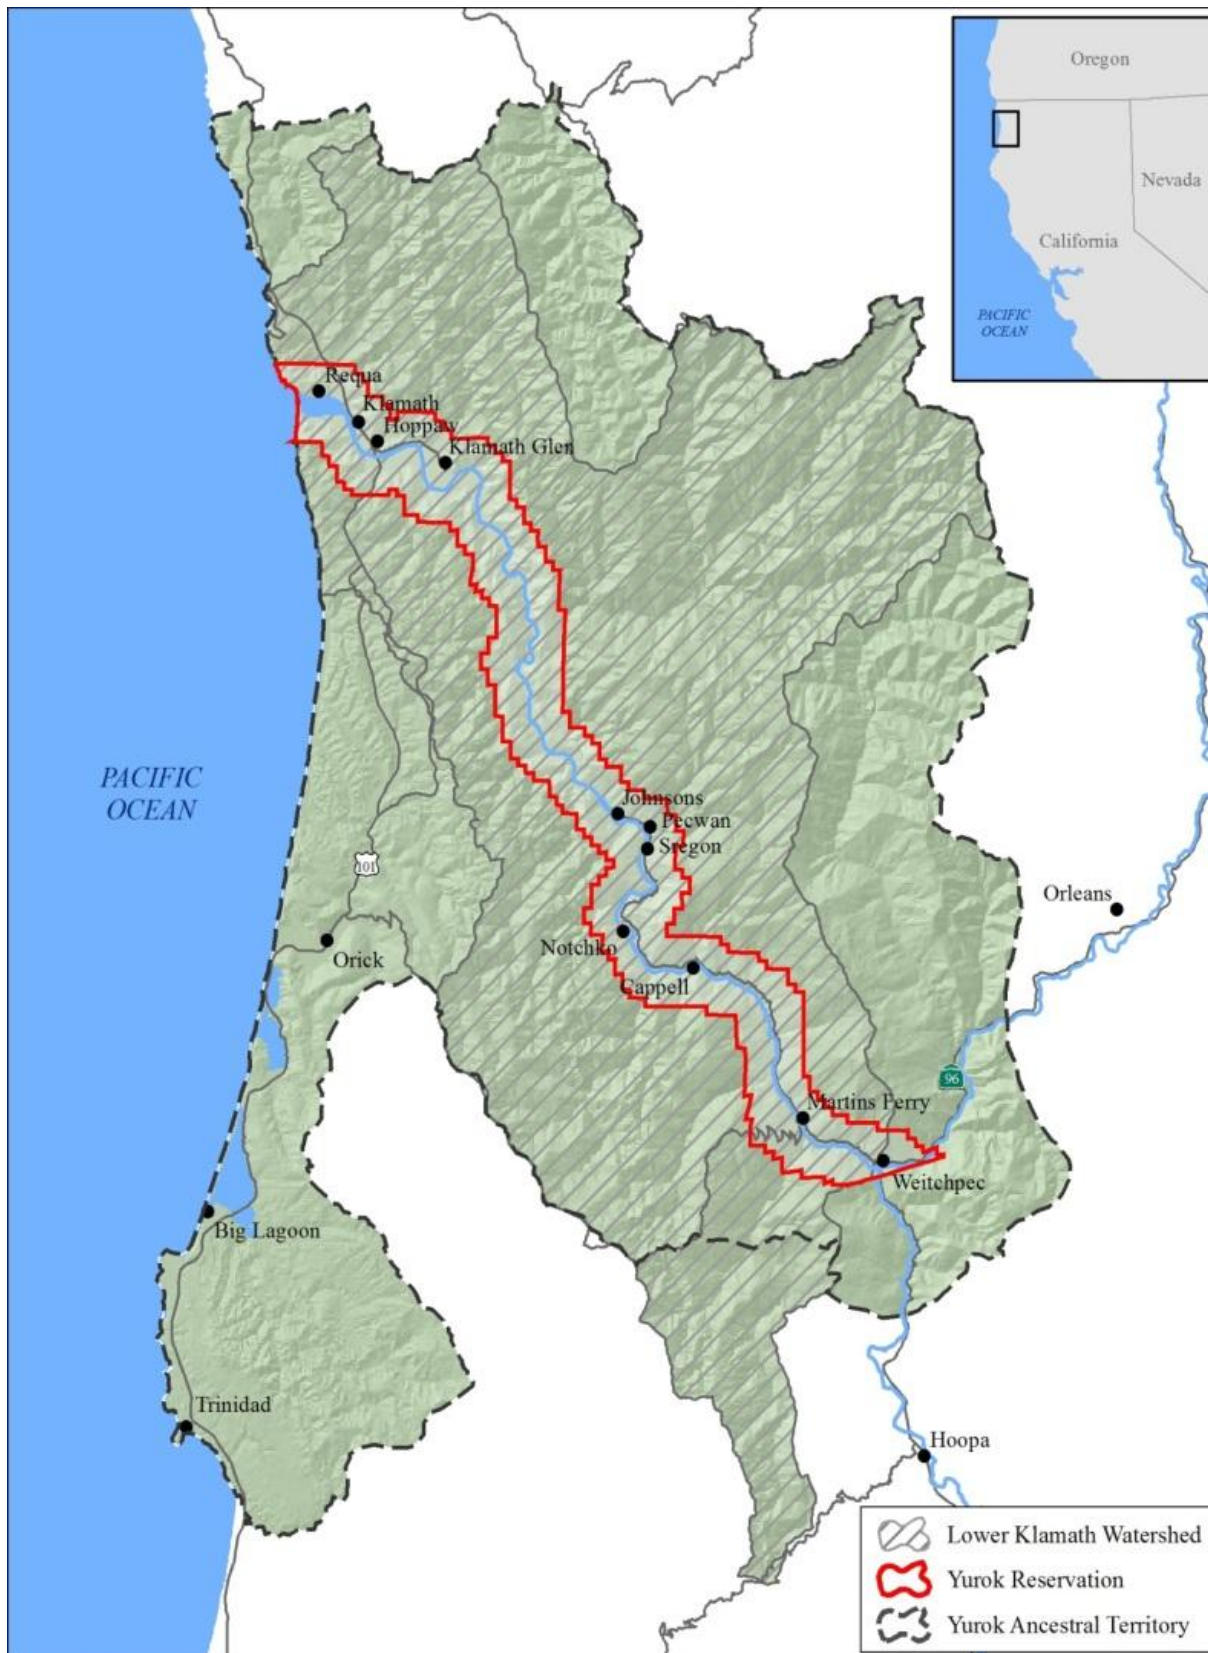 Oregon
Nevada
California
PACIFIC
OCEAN
Requa
Klamath
Hoppaw
Klamath Glen
PACIFIC
OCEAN
Johnsons
Pecwan
Sregon
101
Orleans
Notchko
Orick
Cappell
96
Martins Ferry
Weitchpec
Big Lagoon
Trinidad
Hoopa
Lower Klamath Watershed
Yurok Reservation
Yurok Ancestral Territory